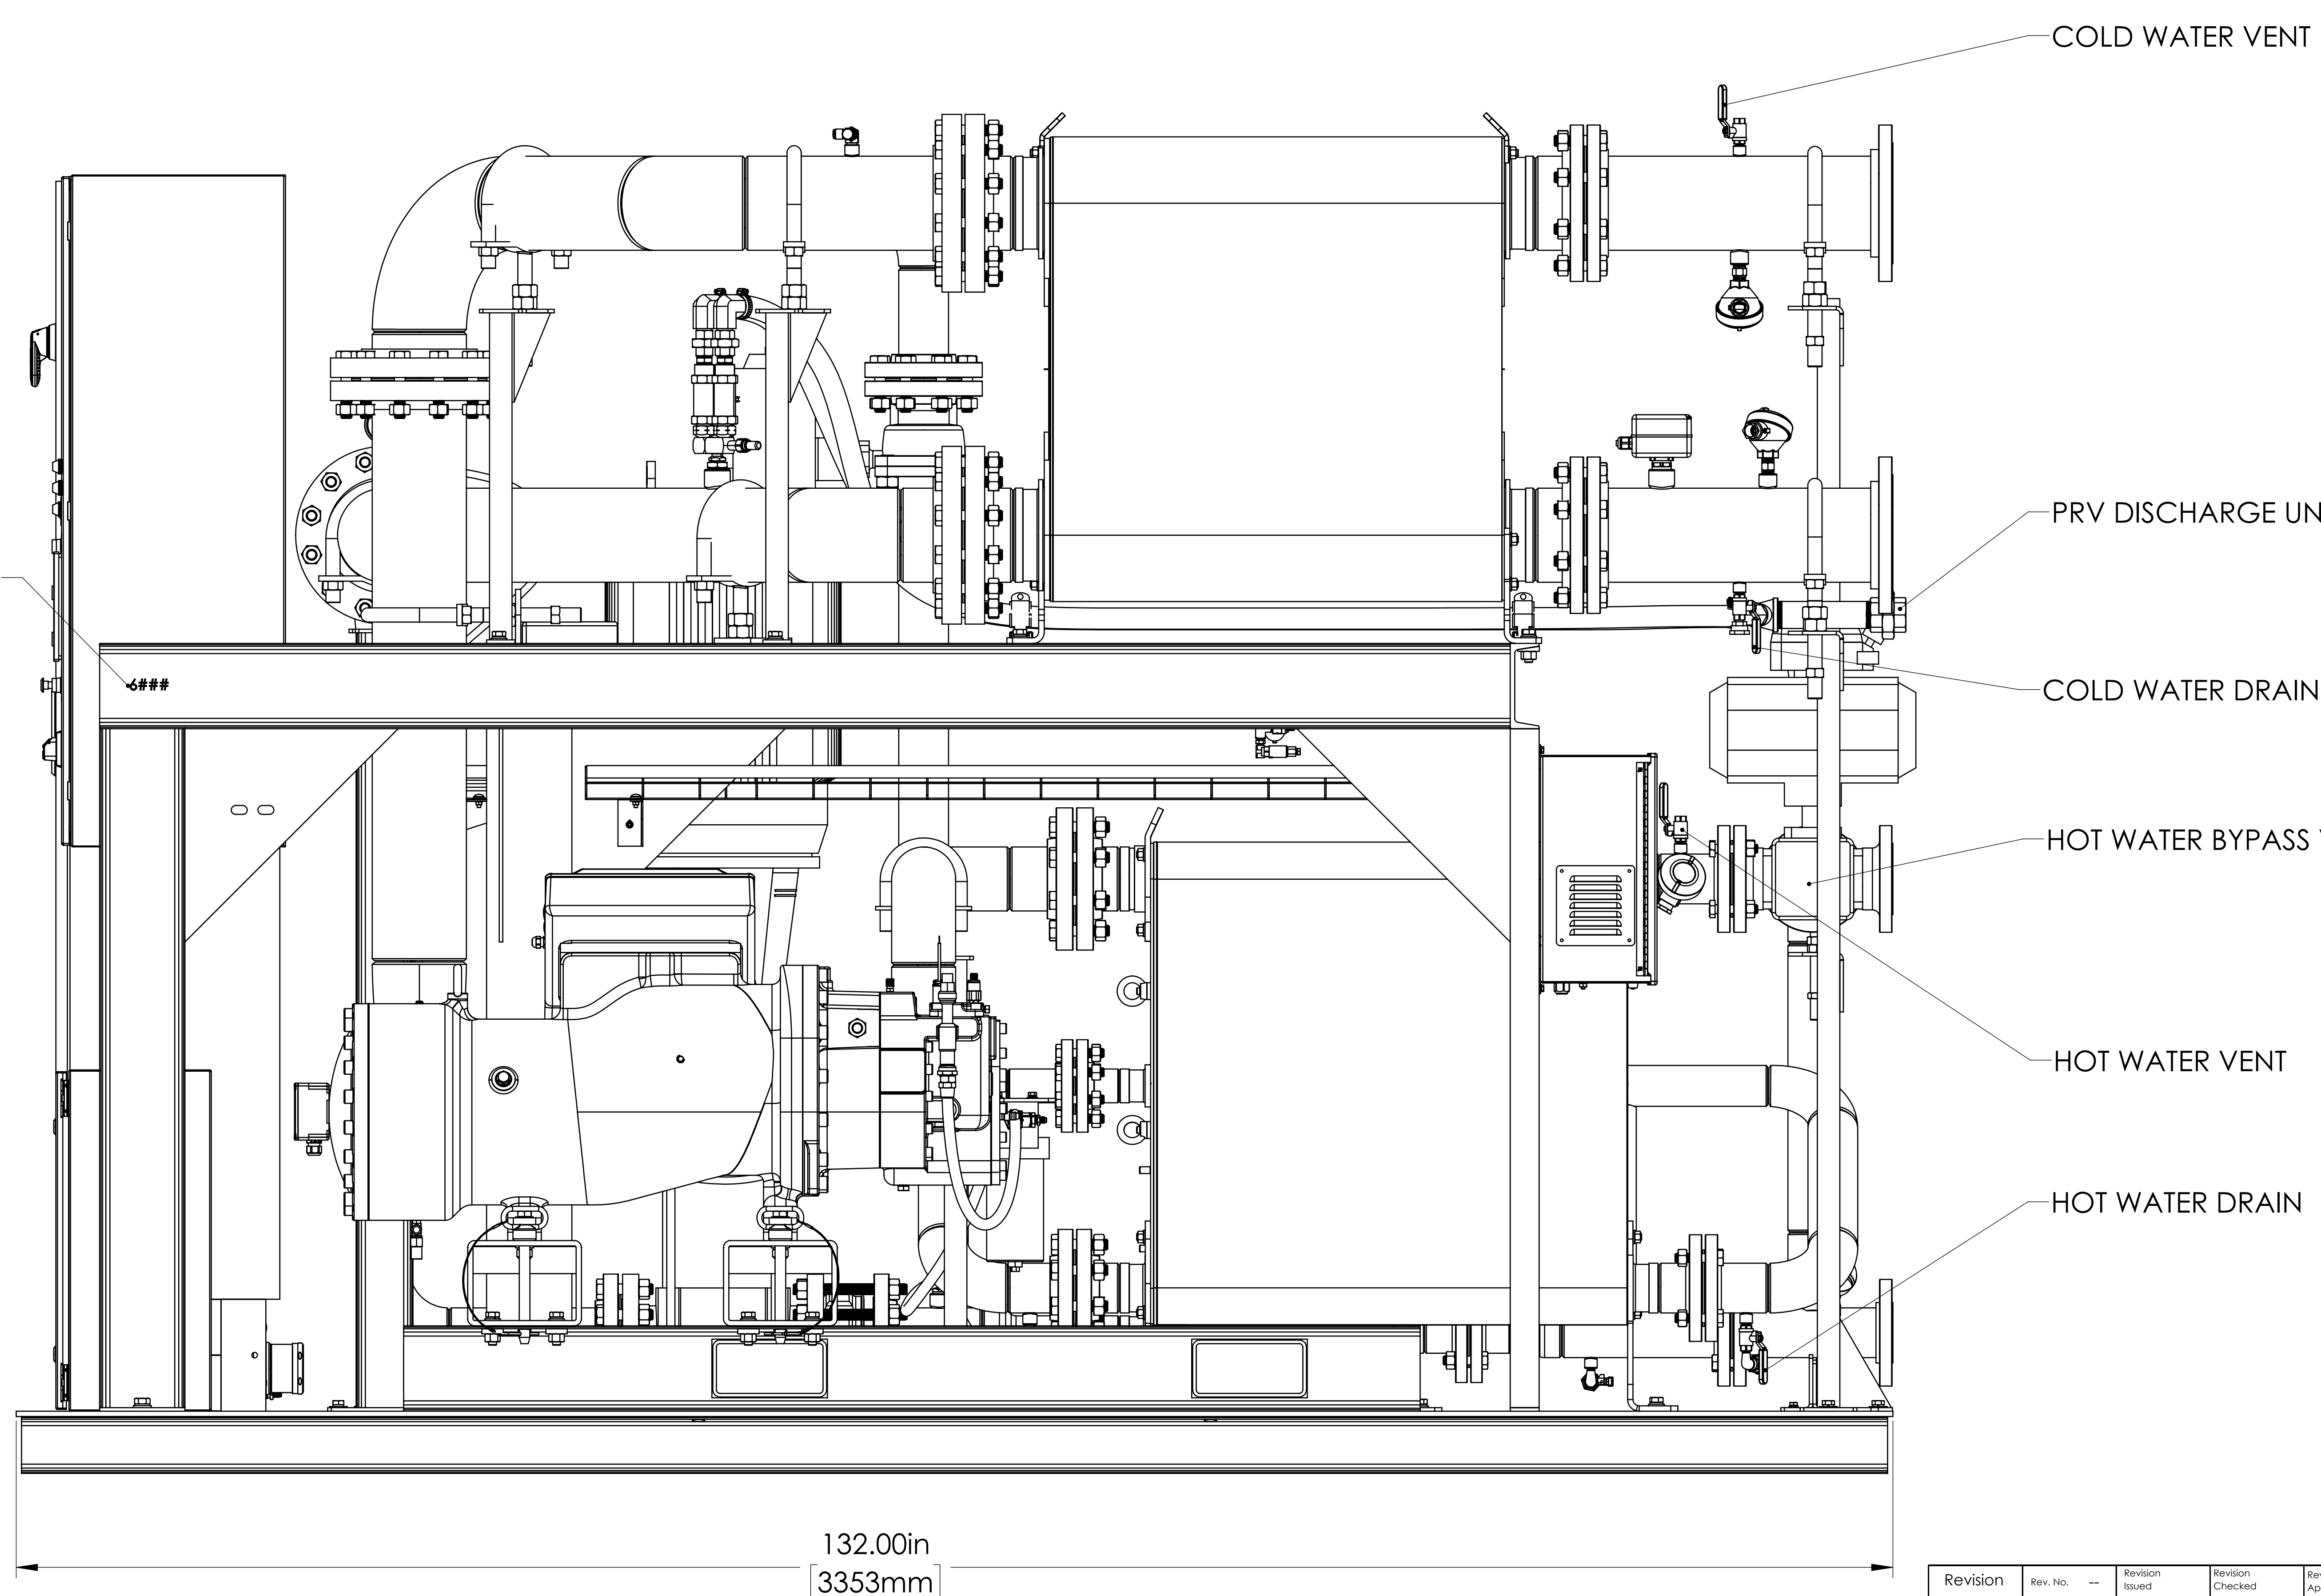 COLD WATER VENT
PRV DISCHARGE UN
6###
COLD WATER DRAIN
HOT WATER BYPASS
HOT WATER VENT
HOT WATER DRAIN
132.00in
3353mm
Revision Rev. No. -- Revision Issued Revision Checked